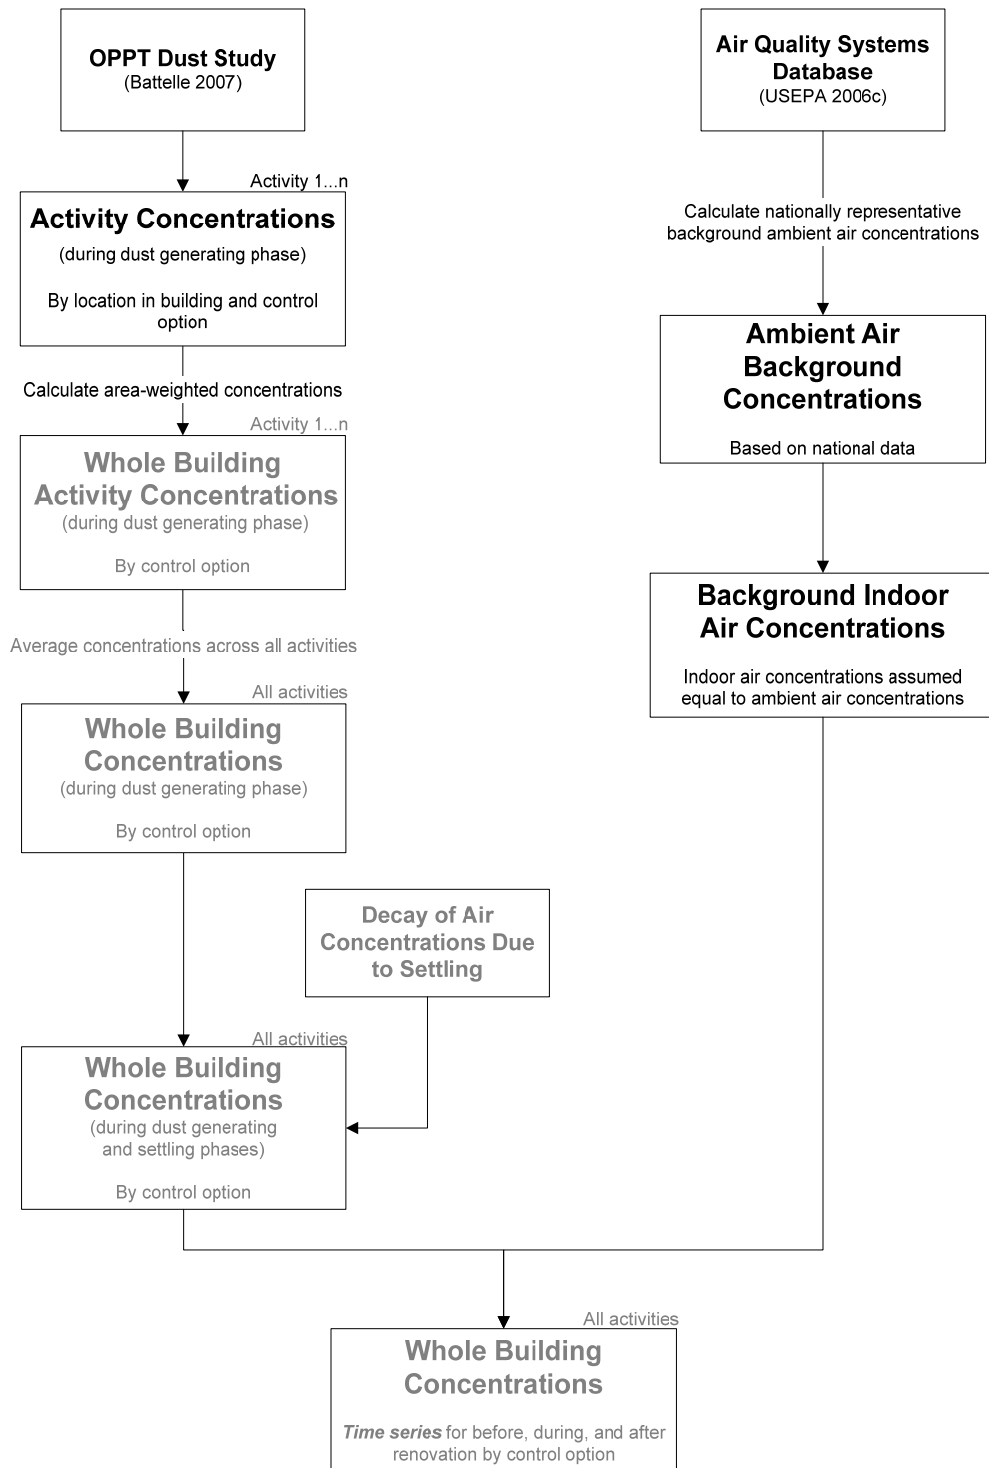 OPPT Dust Study
(Battelle 2007)
Activity 1...n
Activity Concentrations
(during dust generating phase)
By location in building and control
option
Calculate area-weighted concentrations
Activity 1...n
Whole Building
Activity Concentrations
(during dust generating phase)
By control option
Average concentrations across all activities
All activities
Whole Building
Concentrations
(during dust generating phase)
By control option
Decay of Air
Concentrations Due
to Settling
All activities
Whole Building
Concentrations
(during dust generating
and settling phases)
By control option
Air Quality Systems
Database
(USEPA 2006c)
Calculate nationally representative
background ambient air concentrations
Ambient Air
Background
Concentrations
Based on national data
Background Indoor
Air Concentrations
Indoor air concentrations assumed
equal to ambient air concentrations
All activities
Whole Building
Concentrations
Time series for before, during, and after
renovation by control option